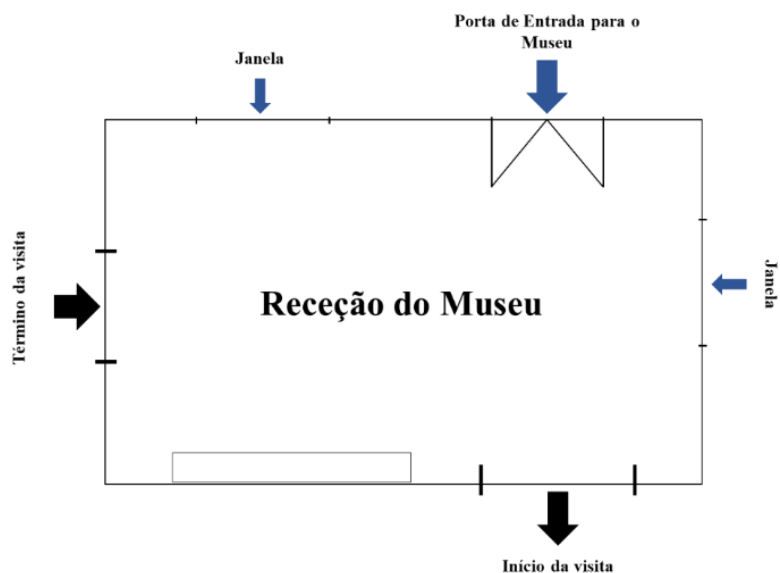 Porta de Entrada para o
Museu
Janela
Término da visita
Receção do Museu
Janela
Início da visita